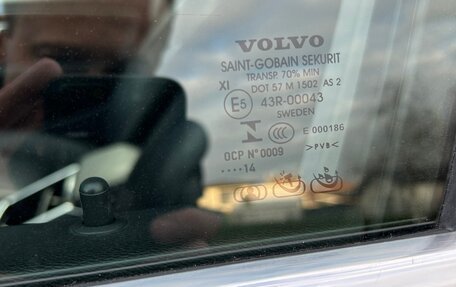 VOLVO
SAINT-GOBAIN SEKURIT
TRANSP. 70% MIN
XI DOT 57 M 1502 AS 2
E5 43R-00043
SWEDEN
CCC E 000186
OCP N° 0009 >PVB<
....14